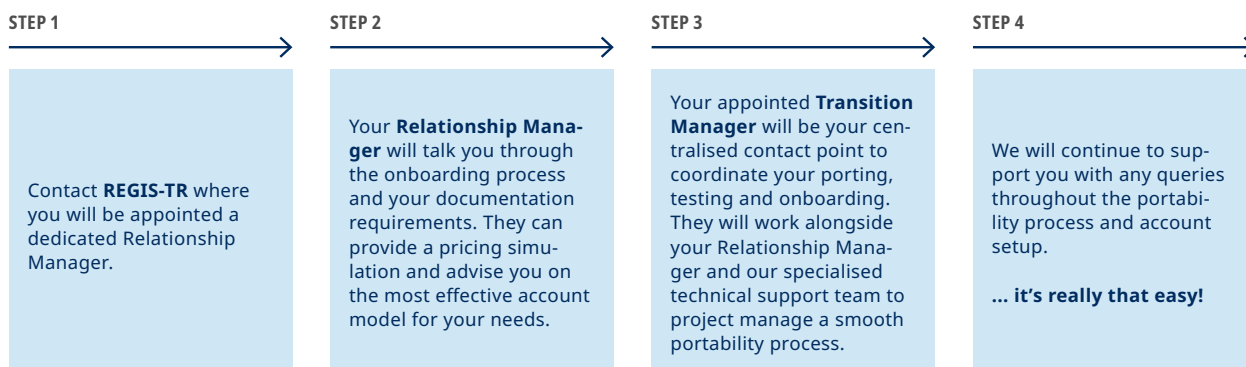 STEP 1
Contact REGIS-TR where
you will be appointed a
dedicated Relationship
Manager.
STEP 2
Your Relationship Mana-
ger will talk you through
the onboarding process
and your documentation
requirements. They can
provide a pricing simu-
lation and advise you on
the most effective account
model for your needs.
STEP 3
Your appointed Transition
Manager will be your cen-
tralised contact point to
coordinate your porting,
testing and onboarding.
They will work alongside
your Relationship Mana-
ger and our specialised
technical support team to
project manage a smooth
portability process.
STEP 4
We will continue to sup-
port you with any queries
throughout the portabi-
lity process and account
setup.
... it’s really that easy!